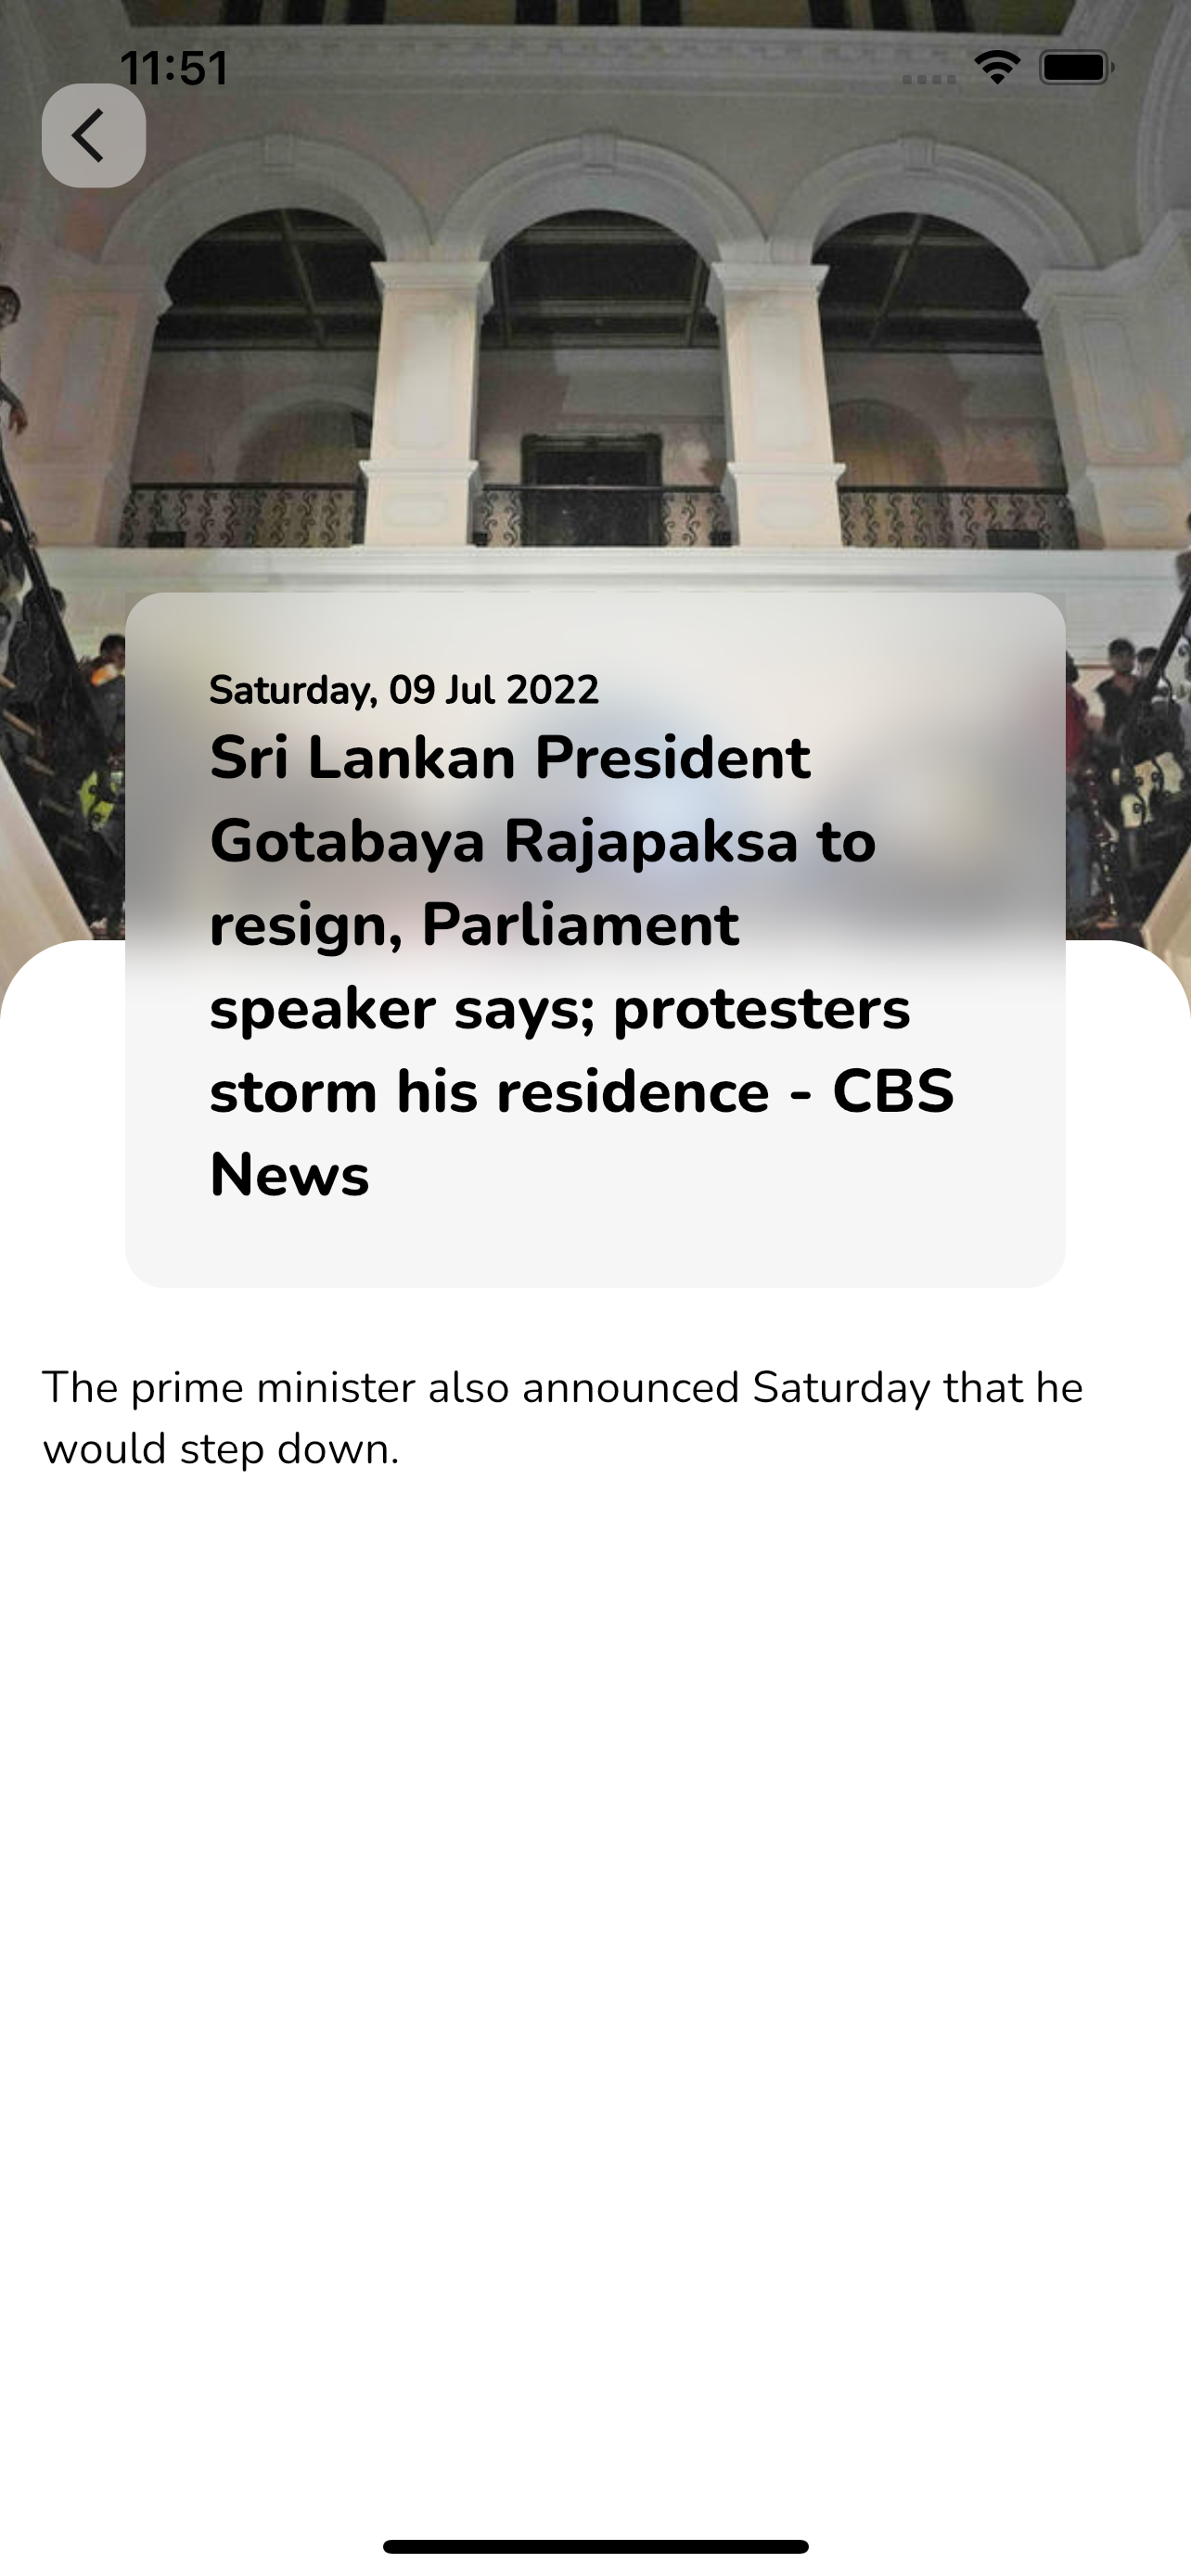 11:51
Saturday, 09 Jul 2022
Sri Lankan President
Gotabaya Rajapaksa to
resign, Parliament
speaker says; protesters
storm his residence - CBS
News
The prime minister also announced Saturday that he
would step down.